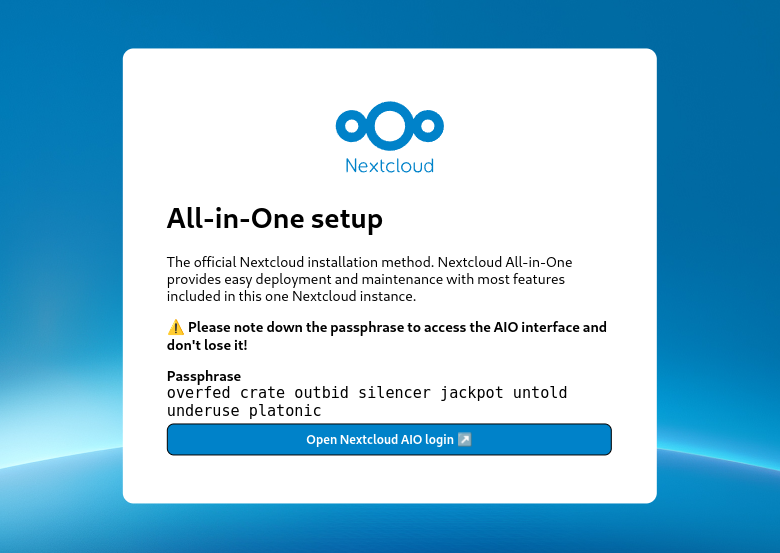 Nextcloud
All-in-One setup
The official Nextcloud installation method. Nextcloud All-in-One
provides easy deployment and maintenance with most features
included in this one Nextcloud instance.
⚠️ Please note down the passphrase to access the AIO interface and
don't lose it!
Passphrase
overfed crate outbid silencer jackpot untold
underuse platonic
Open Nextcloud AIO login ↗️